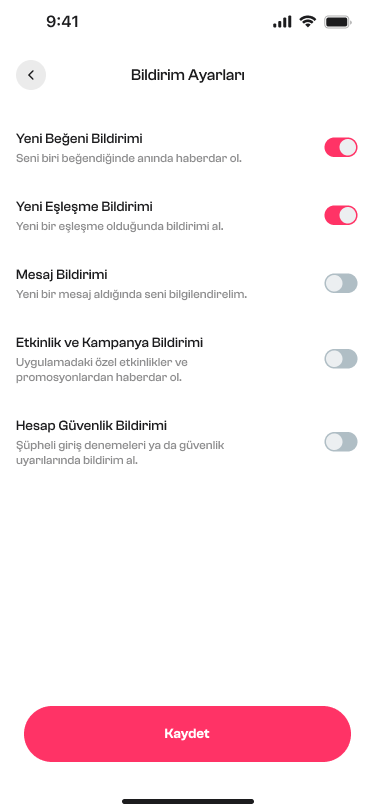 9:41
Bildirim Ayarları
Yeni Beğeni Bildirimi
Seni biri beğendiğinde anında haberdar ol.
Yeni Eşleşme Bildirimi
Yeni bir eşleşme olduğunda bildirimi al.
Mesaj Bildirimi
Yeni bir mesaj aldığında seni bilgilendirelim.
Etkinlik ve Kampanya Bildirimi
Uygulamadaki özel etkinlikler ve
promosyonlardan haberdar ol.
Hesap Güvenlik Bildirimi
Şüpheli giriş denemeleri ya da güvenlik
uyarılarında bildirim al.
Kaydet